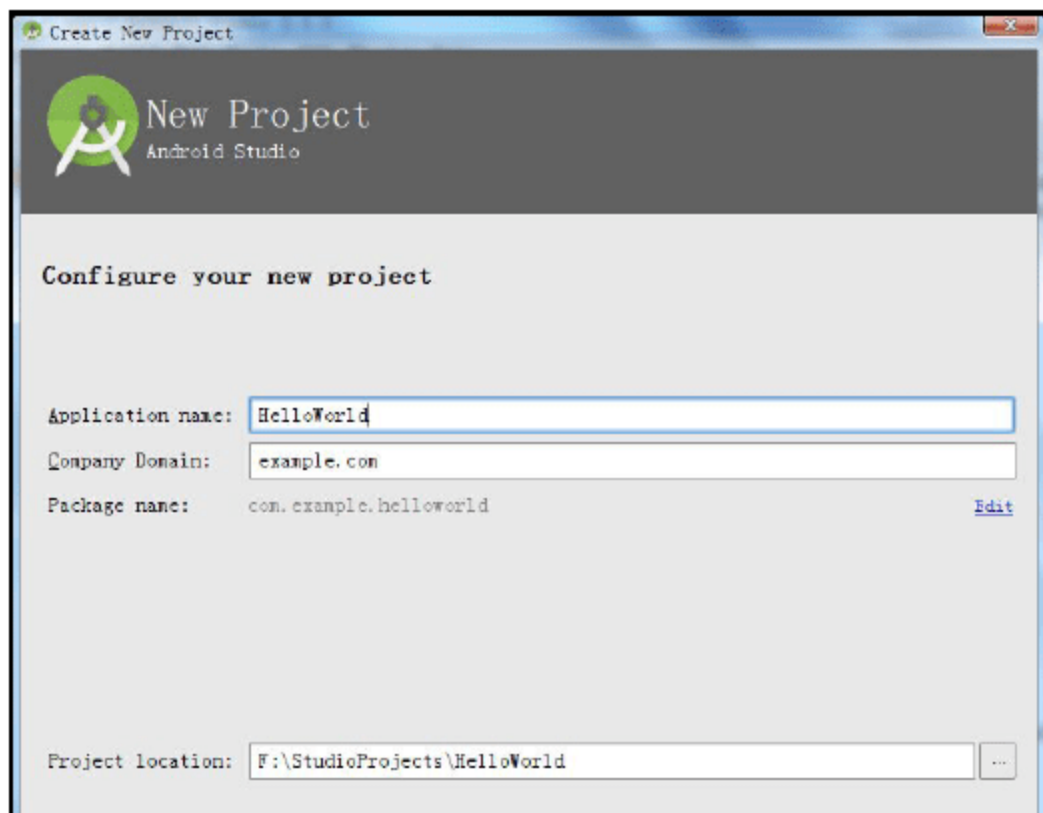 Create New Project
New Project
Android Studio
Configure your new project
Application name: HelloWorld
Company Domain: example.com
Package name: com.example.helloworld Edit
Project location: F:\StudioProjects\HelloWorld ...